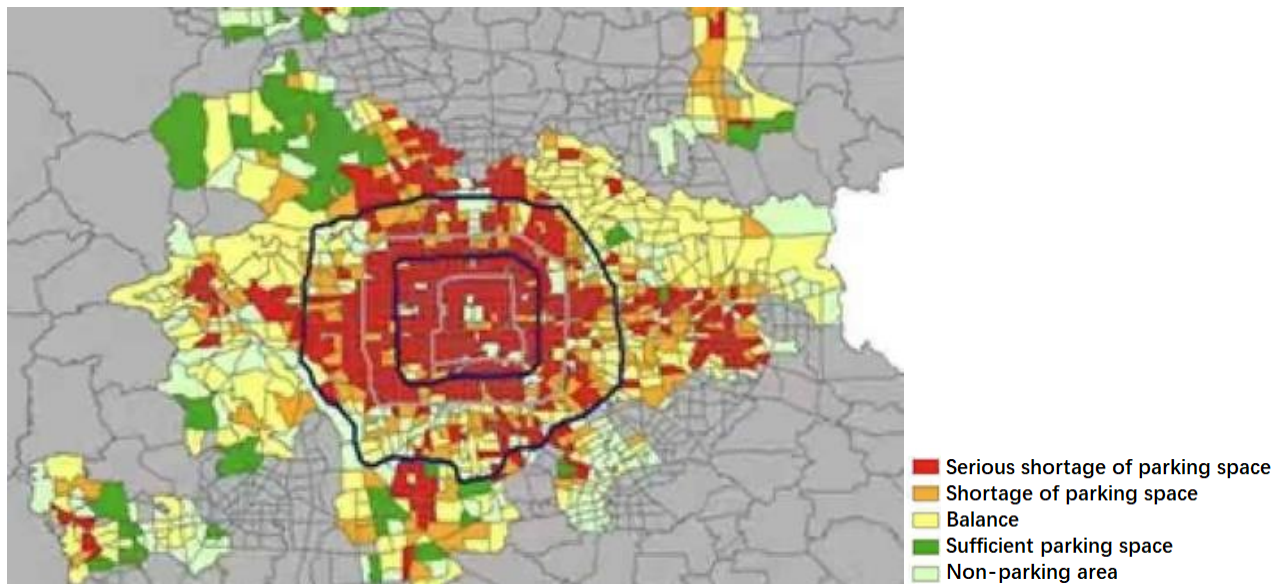 Serious shortage of parking space
Shortage of parking space
Balance
Sufficient parking space
Non-parking area